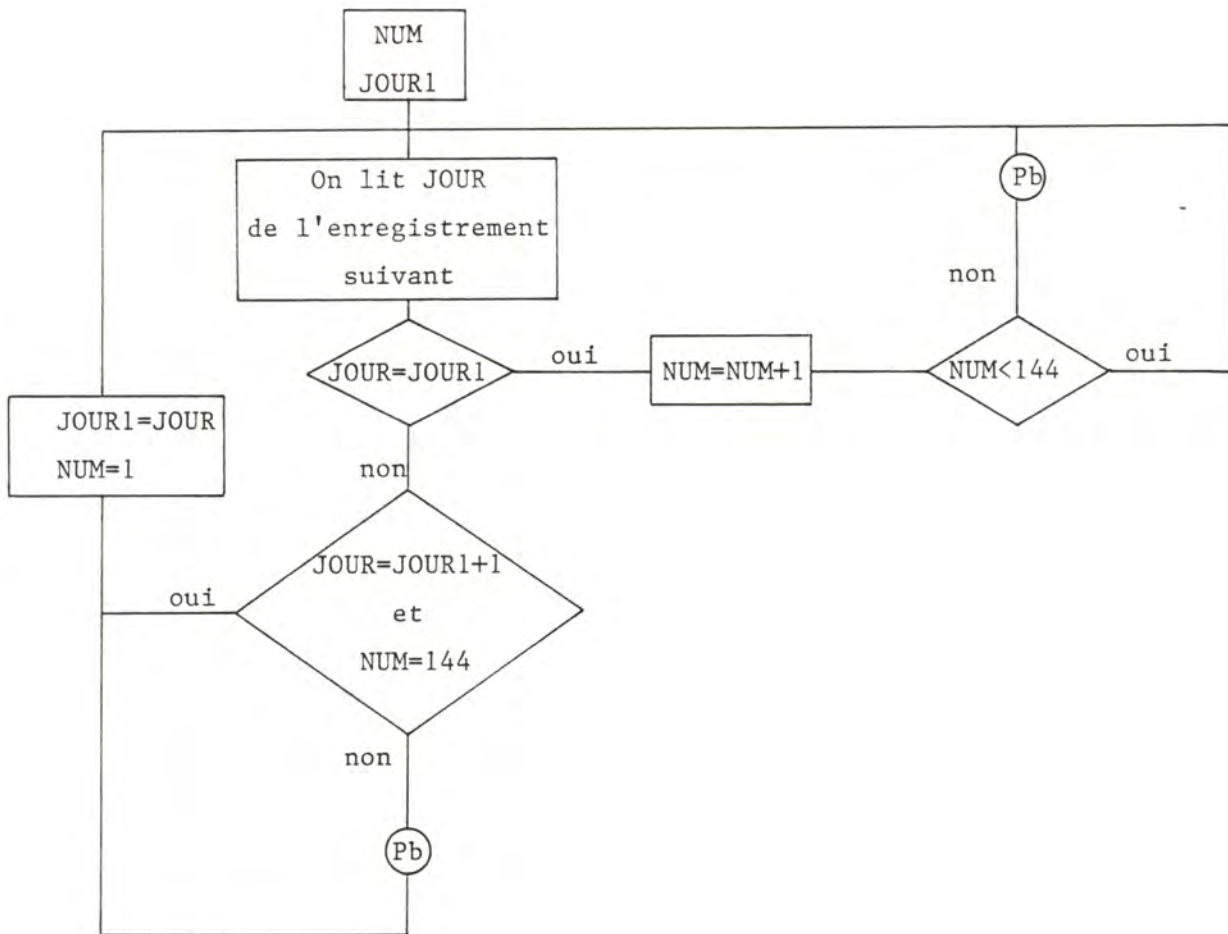 NUM
JOUR1
On lit JOUR
de l'enregistrement
suivant
JOUR=JOUR1
oui
NUM=NUM+1
NUM<144
oui
non
Pb
non
JOUR1=JOUR
NUM=1
JOUR=JOUR1+1
et
NUM=144
oui
non
Pb